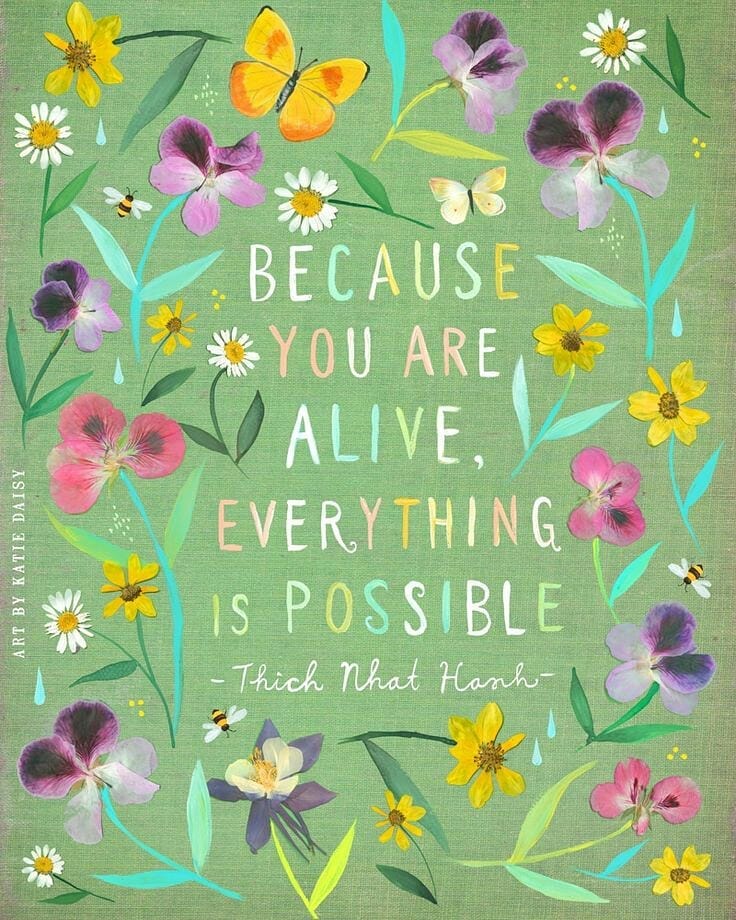 BECAUSE
YOU ARE
ALIVE,
EVERYTHING
IS POSSIBLE
-Thich Nhat Hanh-
ART BY KATIE DAISY